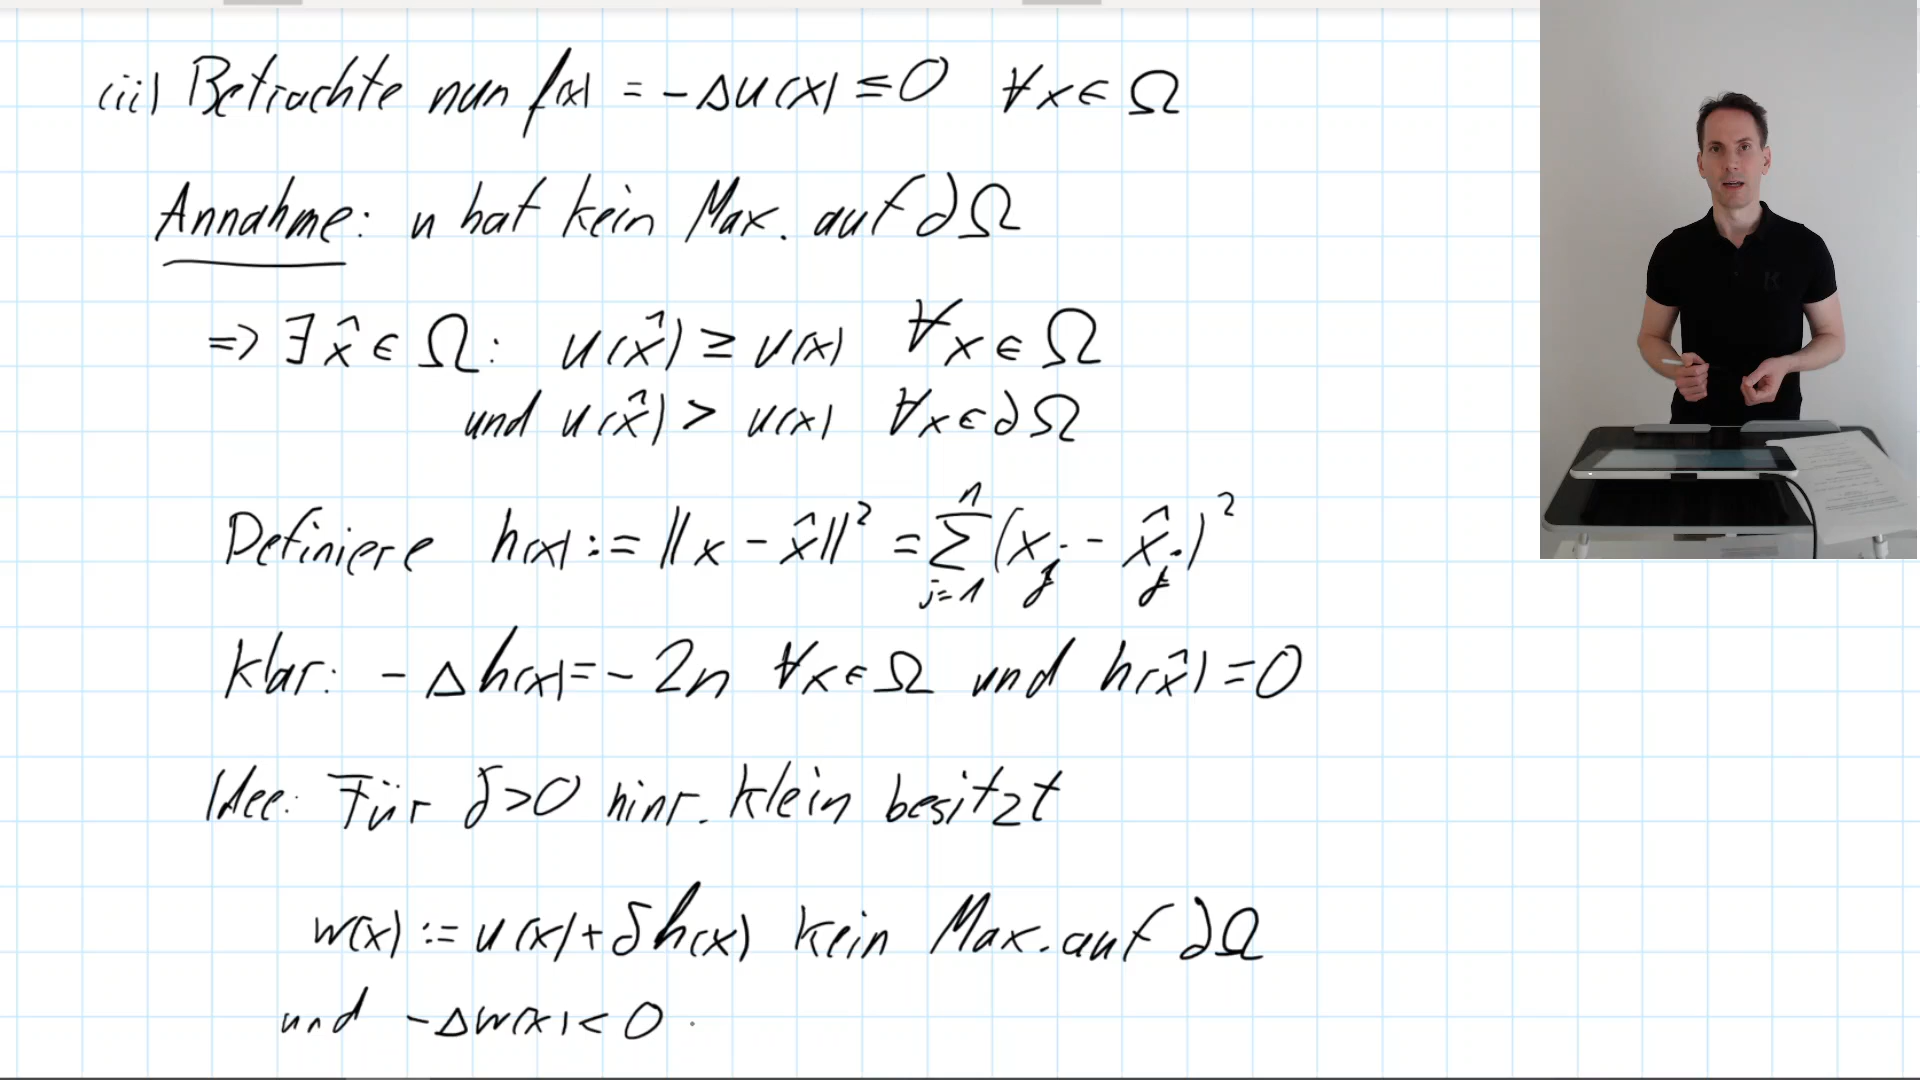 (ii) Betrachte nun f(x) = -Δu(x) ≤ 0 ∀x ∈ Ω
Annahme: u hat kein Max. auf ∂Ω
=> ∃ x̂ ∈ Ω: u(x̂) ≥ u(x) ∀x ∈ Ω
und u(x̂) > u(x) ∀x ∈ ∂Ω
Definiere h(x) := ||x - x̂||² = ∑_{j=1}^{n} (x_j - x̂_j)²
Klar: -Δh(x) = -2n ∀x ∈ Ω und h(x̂) = 0
Idee: Für δ>0 hinr. klein besitzt
w(x) := u(x) + δh(x) kein Max. auf ∂Ω
und -Δw(x) < 0.